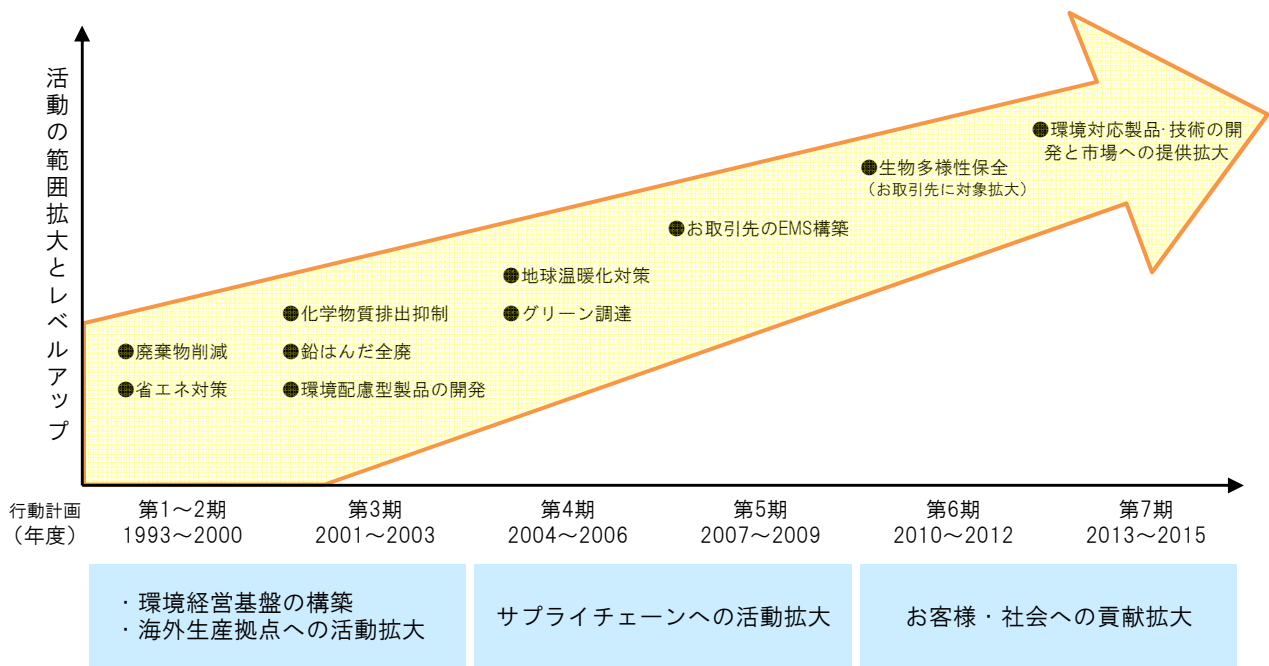 活動の範囲拡大とレベルアップ
●環境対応製品・技術の開
発と市場への提供拡大
●生物多様性保全
（お取引先に対象拡大）
●お取引先のEMS構築
●地球温暖化対策
●グリーン調達
●化学物質排出抑制
●鉛はんだ全廃
●環境配慮型製品の開発
●廃棄物削減
●省エネ対策
行動計画
（年度）
第1～2期
1993～2000
第3期
2001～2003
第4期
2004～2006
第5期
2007～2009
第6期
2010～2012
第7期
2013～2015
・環境経営基盤の構築
・海外生産拠点への活動拡大
サプライチェーンへの活動拡大
お客様・社会への貢献拡大